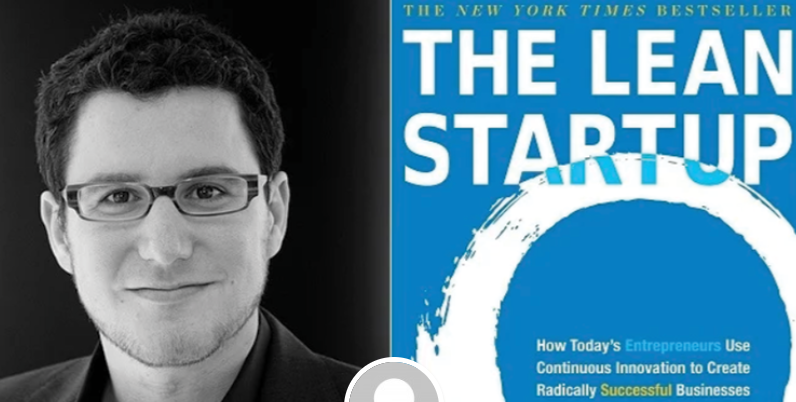 THE NEW YORK TIMES BESTSELLER
THE LEAN
STARTUP
How Today's Entrepreneurs Use
Continuous Innovation to Create
Radically Successful Businesses